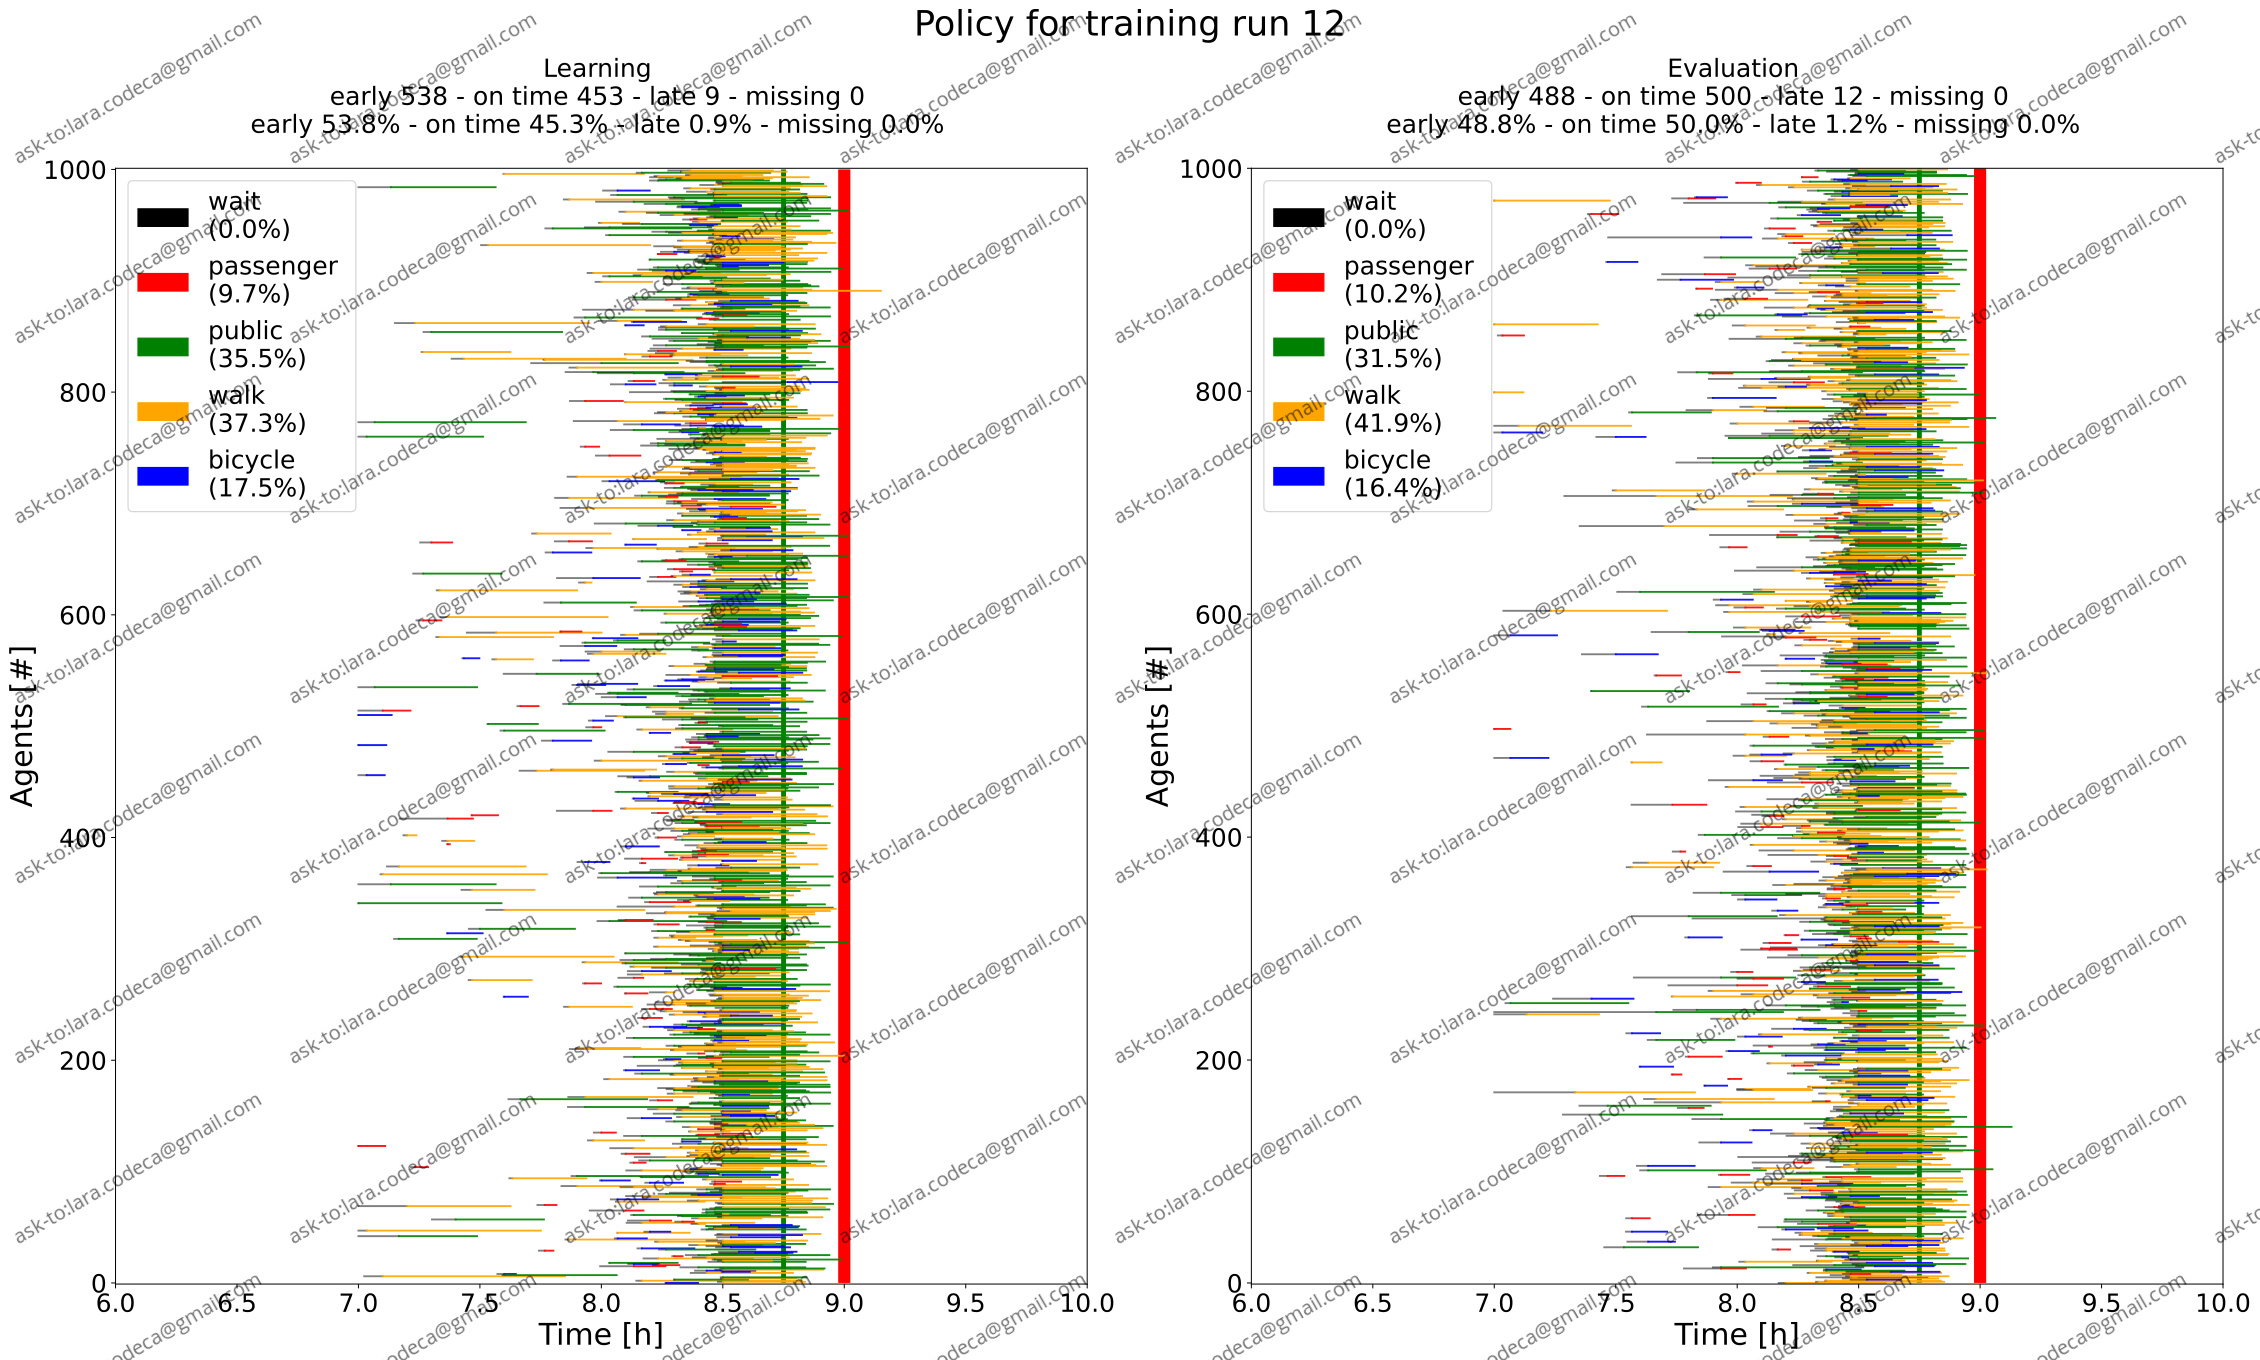 Policy for training run 12
Learning
early 538 - on time 453 - late 9 - missing 0
early 53.8% - on time 45.3% - late 0.9% - missing 0.0%
1000
800
600
400
200
0
Agents [#]
wait
(0.0%)
passenger
(9.7%)
public
(35.5%)
walk
(37.3%)
bicycle
(17.5%)
6.0 6.5 7.0 7.5 8.0 8.5 9.0 9.5 10.0
Time [h]
Evaluation
early 488 - on time 500 - late 12 - missing 0
early 48.8% - on time 50.0% - late 1.2% - missing 0.0%
1000
800
600
400
200
0
Agents [#]
wait
(0.0%)
passenger
(10.2%)
public
(31.5%)
walk
(41.9%)
bicycle
(16.4%)
6.0 6.5 7.0 7.5 8.0 8.5 9.0 9.5 10.0
Time [h]
ask-to:lara.codeca@gmail.com